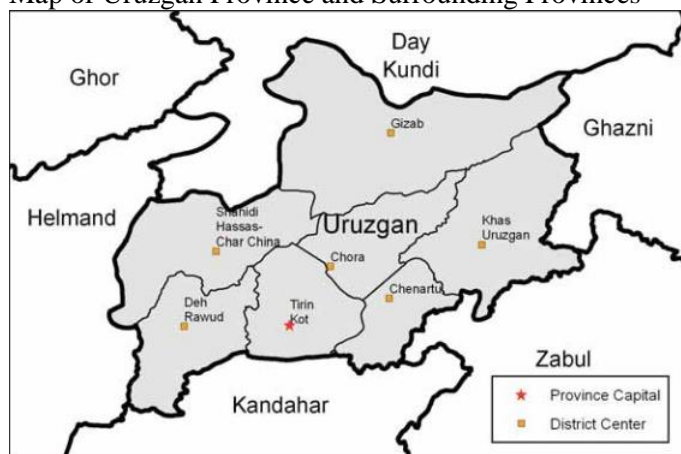 Map of Uruzgan Province and Surrounding Provinces
Day
Kundi
Ghor
Gizab
Ghazni
Helmand
Shahidi
Hassas-
Char China
Uruzgan
Khas
Uruzgan
Chora
Chenartu
Deh
Rawud
Tirin
Kot
Zabul
Kandahar
Province Capital
District Center